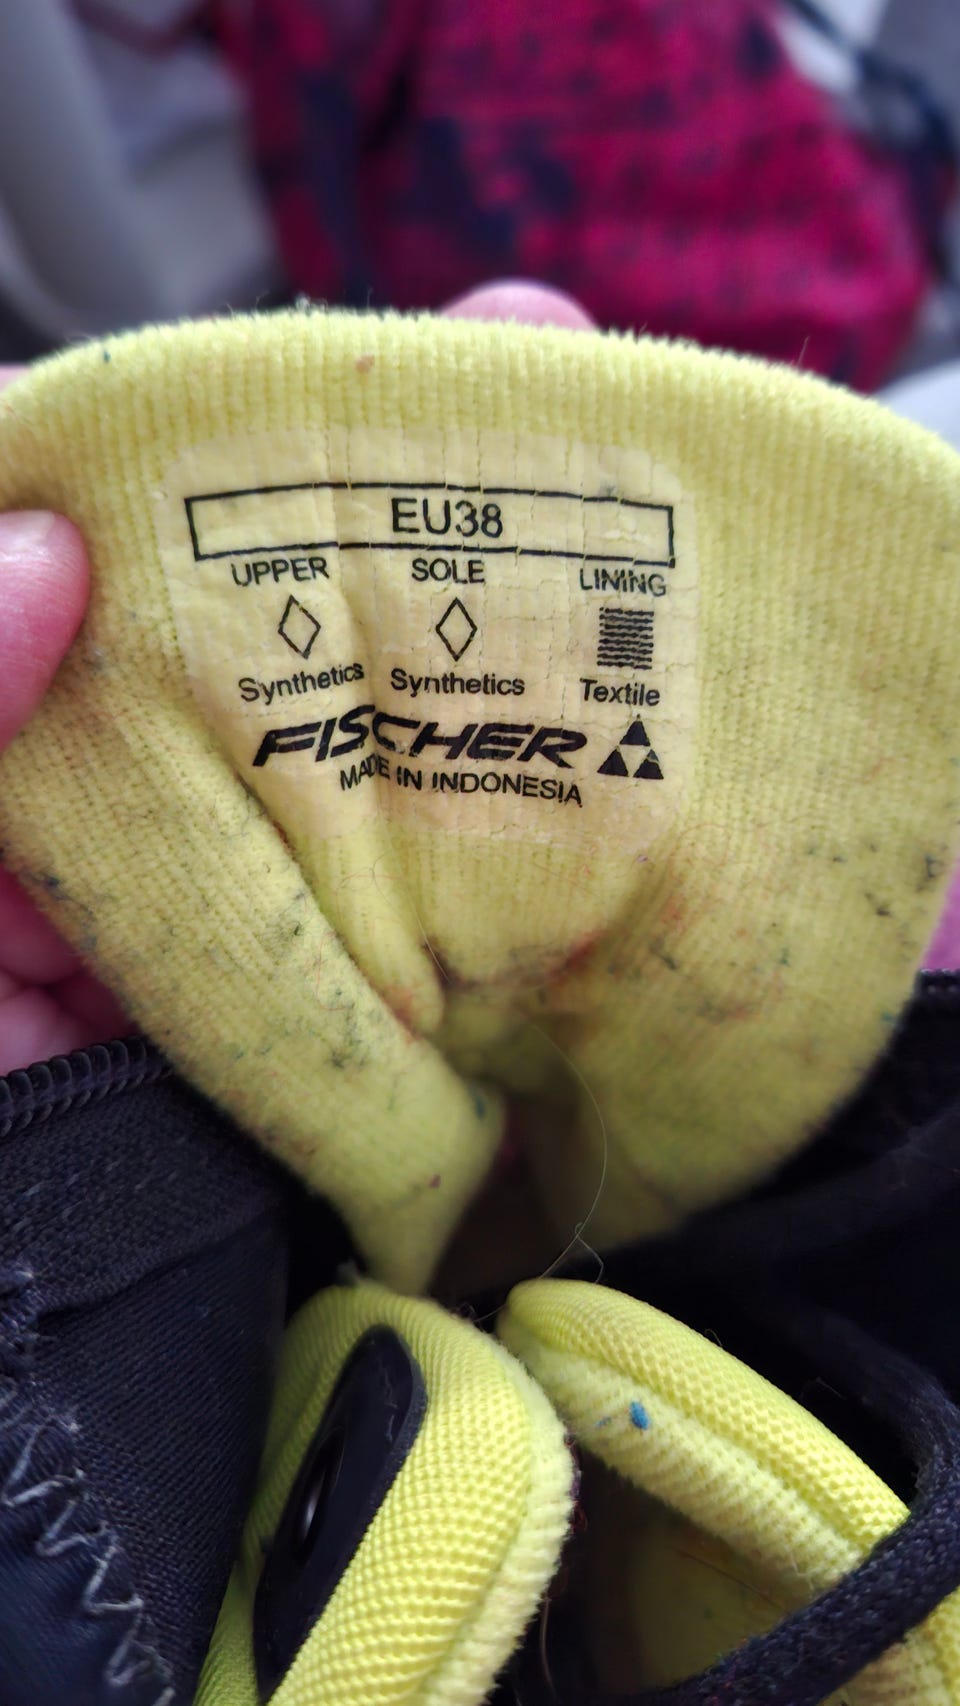 EU38
UPPER SOLE LINING
Synthetics Synthetics Textile
FISCHER
MADE IN INDONESIA